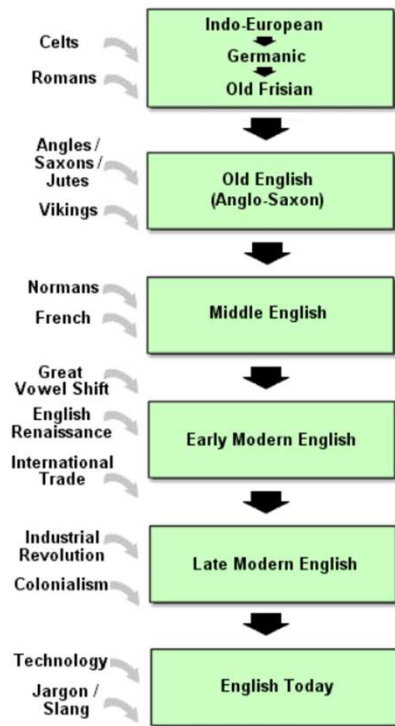 Celts
Romans
Indo-European
Germanic
Old Frisian
Angles /
Saxons /
Jutes
Vikings
Old English
(Anglo-Saxon)
Normans
French
Middle English
Great
Vowel Shift
English
Renaissance
International
Trade
Early Modern English
Industrial
Revolution
Colonialism
Late Modern English
Technology
Jargon /
Slang
English Today